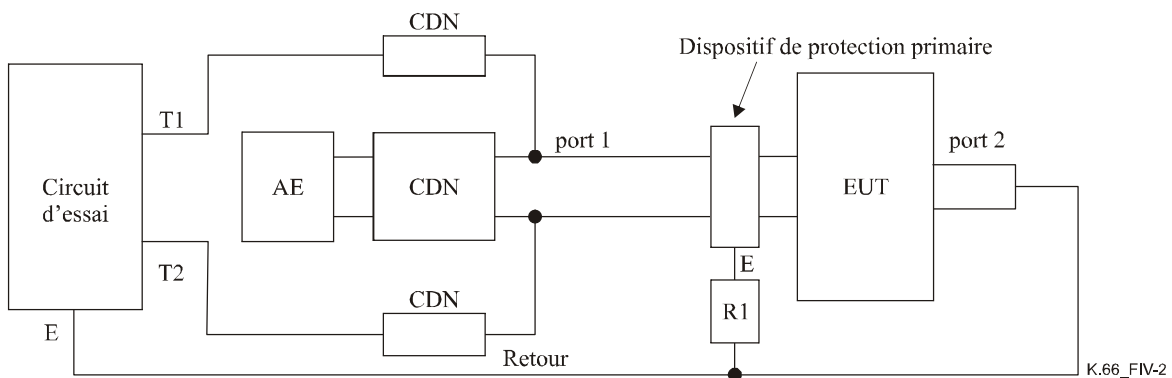 CDN
Dispositif de protection primaire
T1
port 1
port 2
Circuit
d'essai
AE
CDN
EUT
T2
E
CDN
R1
E
Retour
K.66_FIV-2